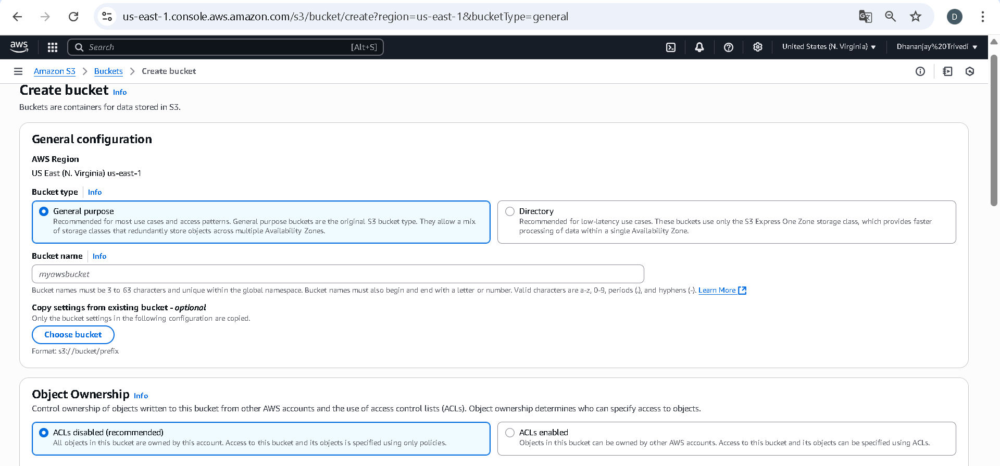 us-east-1.console.aws.amazon.com/s3/bucket/create?region=us-east-1&bucketType=general
D
aws
Search
[Alt+S]
United States (N. Virginia)
Dhananjay%20Trivedi
Amazon S3 > Buckets > Create bucket
Create bucket Info
Buckets are containers for data stored in S3.
General configuration
AWS Region
US East (N. Virginia) us-east-1
Bucket type Info
General purpose
Recommended for most use cases and access patterns. General purpose buckets are the original S3 bucket type. They allow a mix
of storage classes that redundantly store objects across multiple Availability Zones.
Directory
Recommended for low-latency use cases. These buckets use only the S3 Express One Zone storage class, which provides faster
processing of data within a single Availability Zone.
Bucket name Info
myawsbucket
Bucket names must be 3 to 63 characters and unique within the global namespace. Bucket names must also begin and end with a letter or number. Valid characters are a-z, 0-9, periods (.), and hyphens (-). Learn More
Copy settings from existing bucket - optional
Only the bucket settings in the following configuration are copied.
Choose bucket
Format: s3://bucket/prefix
Object Ownership Info
Control ownership of objects written to this bucket from other AWS accounts and the use of access control lists (ACLs). Object ownership determines who can specify access to objects.
ACLs disabled (recommended)
All objects in this bucket are owned by this account. Access to this bucket and its objects is specified using only policies.
ACLs enabled
Objects in this bucket can be owned by other AWS accounts. Access to this bucket and its objects can be specified using ACLs.